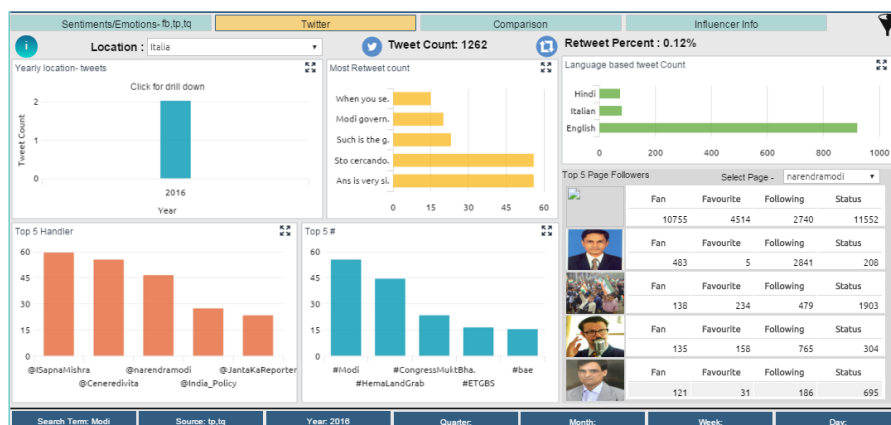 Sentiments/Emotions- fb,tp,tq
Twitter
Comparison
Influencer Info
i
Location :
Italia
Tweet Count: 1262
Retweet Percent : 0.12%
Yearly location- tweets
Click for drill down
Tweet Count
2
1
0
2016
Year
Most Retweet count
When you se.
Modi govern.
Such is the g.
Sto cercando.
Ans is very si.
0 15 30 45 60
Language based tweet Count
Hindi
Italian
English
0 200 400 600 800 1000
Top 5 Page Followers
Select Page -
narendramodi
Fan Favourite Following Status
10755 4514 2740 11552
Fan Favourite Following Status
483 5 2841 208
Fan Favourite Following Status
138 234 479 1903
Fan Favourite Following Status
135 158 765 304
Fan Favourite Following Status
121 31 186 695
Top 5 Handler
60
45
30
15
0
@ISapnaMishra @narendramodi @JantaKaReporter
@Ceneredivita @India_Policy
Top 5 #
60
45
30
15
0
#Modi #CongressMuktBha. #bae
#HemaLandGrab #ETGBS
Search Term: Modi
Source: tp,tq
Year: 2016
Quarter:
Month:
Week:
Day: